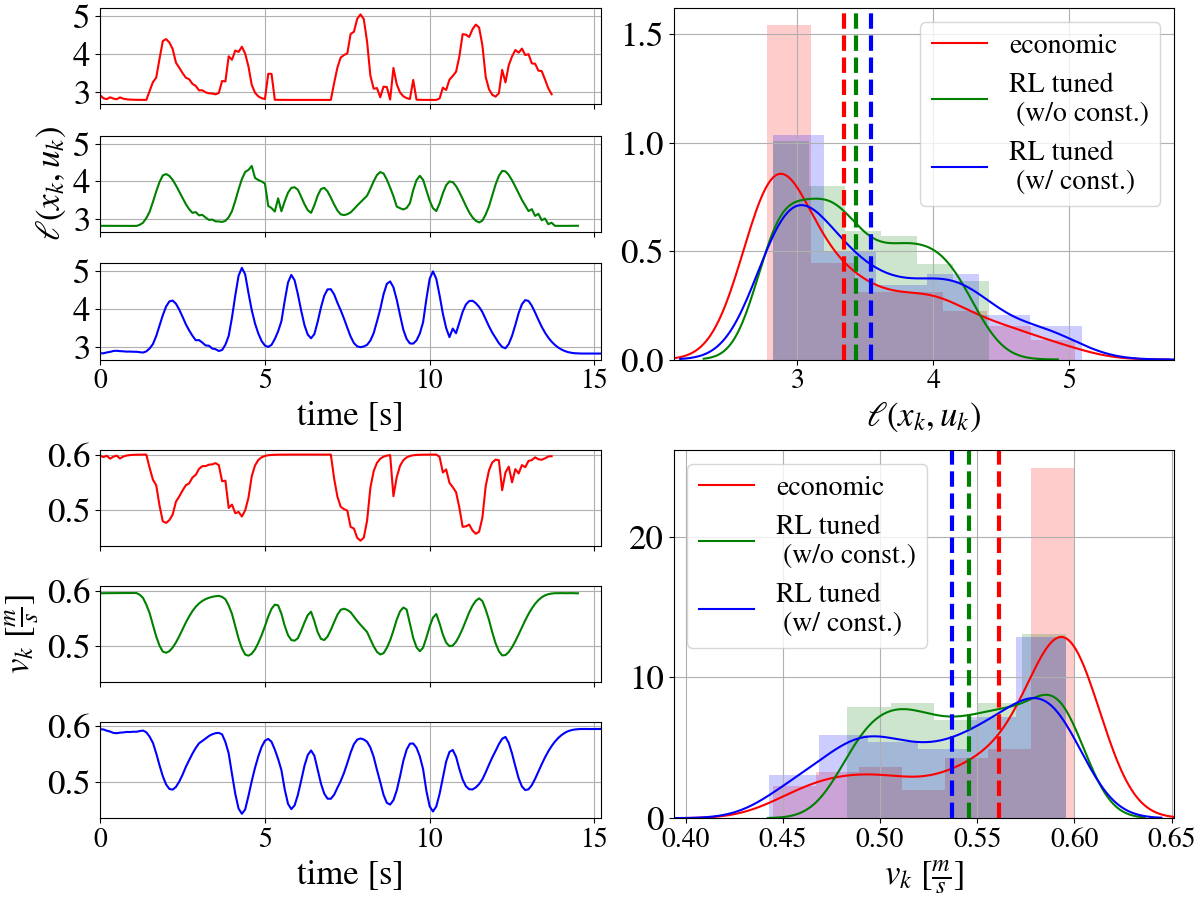 5
4
3
5
4
3
ℓ(x_k, u_k)
5
4
3
0 5 10 15
time [s]
1.5
1.0
0.5
0.0
3 4 5
ℓ(x_k, u_k)
economic
RL tuned
(w/o const.)
RL tuned
(w/ const.)
0.6
0.5
0.6
0.5
v_k [m/s]
0.6
0.5
0 5 10 15
time [s]
20
10
0
0.40 0.45 0.50 0.55 0.60 0.65
v_k [m/s]
economic
RL tuned
(w/o const.)
RL tuned
(w/ const.)